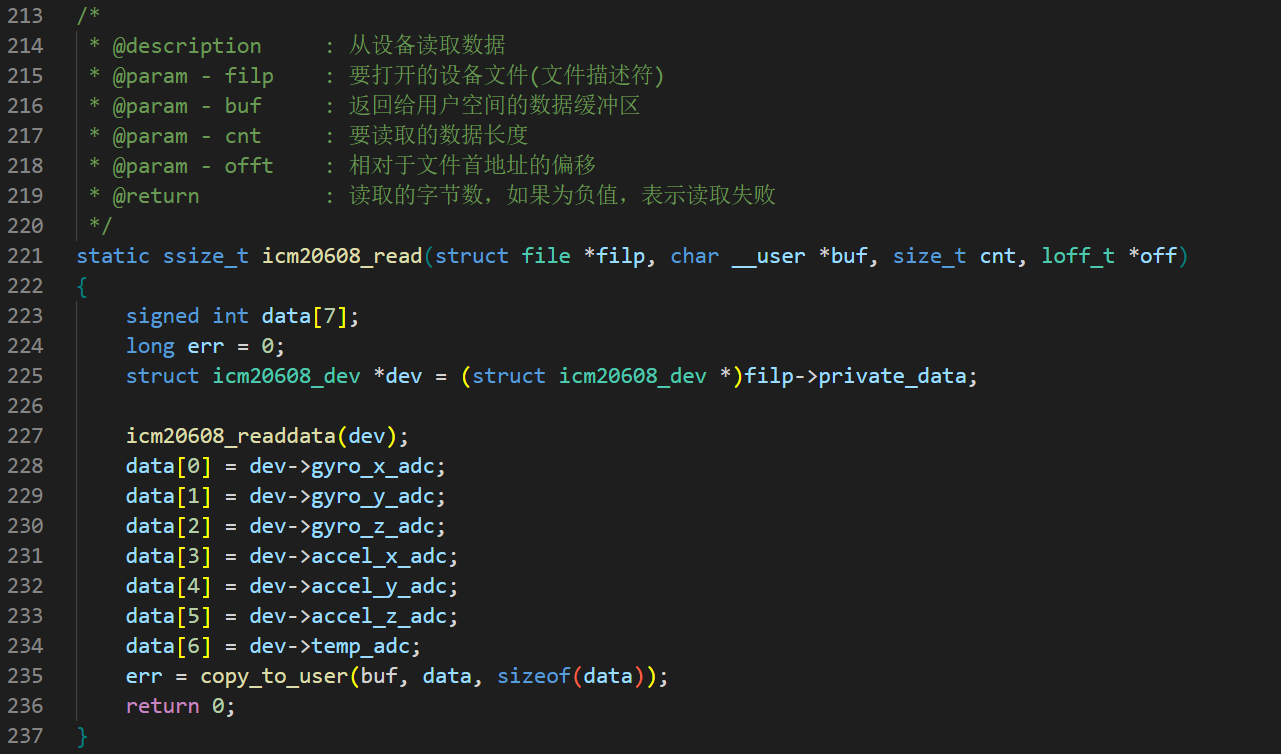 213 /*
214  * @description     : 从设备读取数据
215  * @param - filp    : 要打开的设备文件(文件描述符)
216  * @param - buf     : 返回给用户空间的数据缓冲区
217  * @param - cnt     : 要读取的数据长度
218  * @param - offt    : 相对于文件首地址的偏移
219  * @return          : 读取的字节数，如果为负值，表示读取失败
220  */
221 static ssize_t icm20608_read(struct file *filp, char __user *buf, size_t cnt, loff_t *off)
222 {
223     signed int data[7];
224     long err = 0;
225     struct icm20608_dev *dev = (struct icm20608_dev *)filp->private_data;
226
227     icm20608_readdata(dev);
228     data[0] = dev->gyro_x_adc;
229     data[1] = dev->gyro_y_adc;
230     data[2] = dev->gyro_z_adc;
231     data[3] = dev->accel_x_adc;
232     data[4] = dev->accel_y_adc;
233     data[5] = dev->accel_z_adc;
234     data[6] = dev->temp_adc;
235     err = copy_to_user(buf, data, sizeof(data));
236     return 0;
237 }